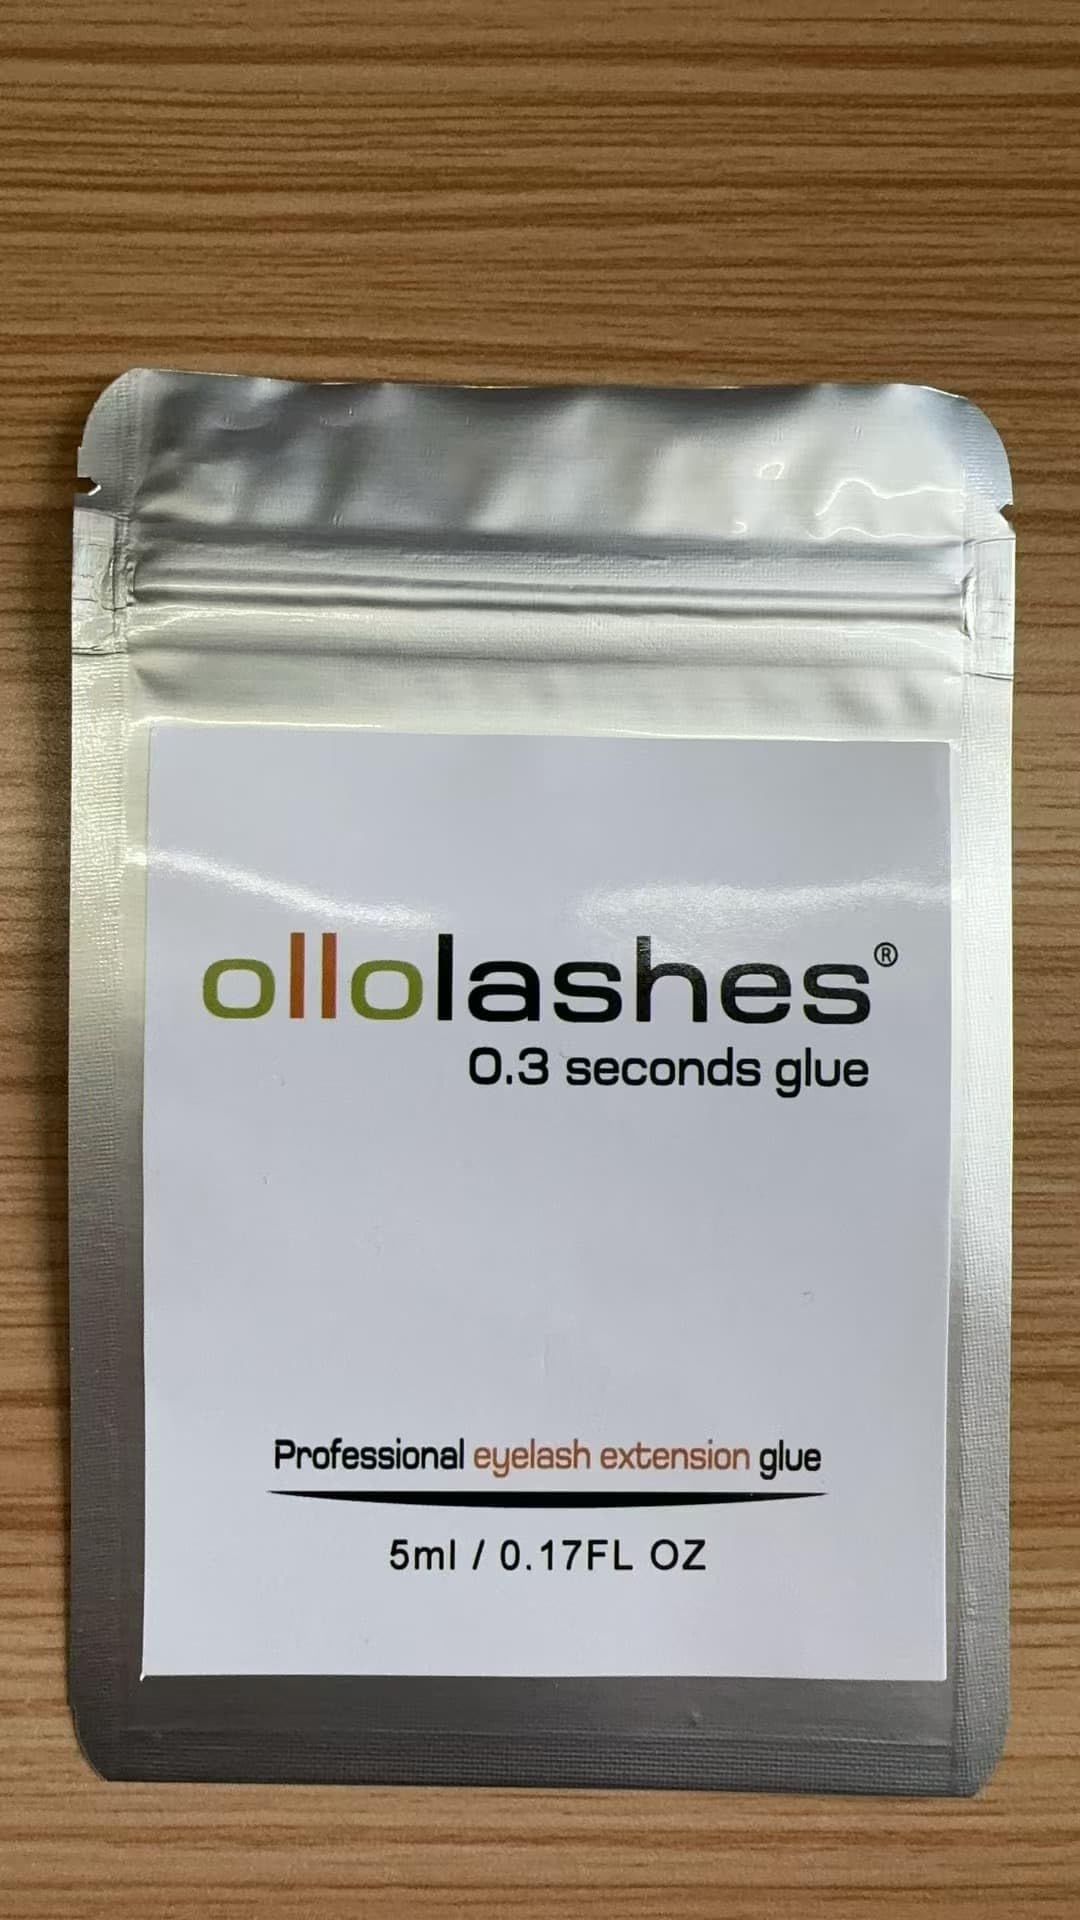 ollolashes®
0.3 seconds glue
Professional eyelash extension glue
5ml / 0.17FL OZ